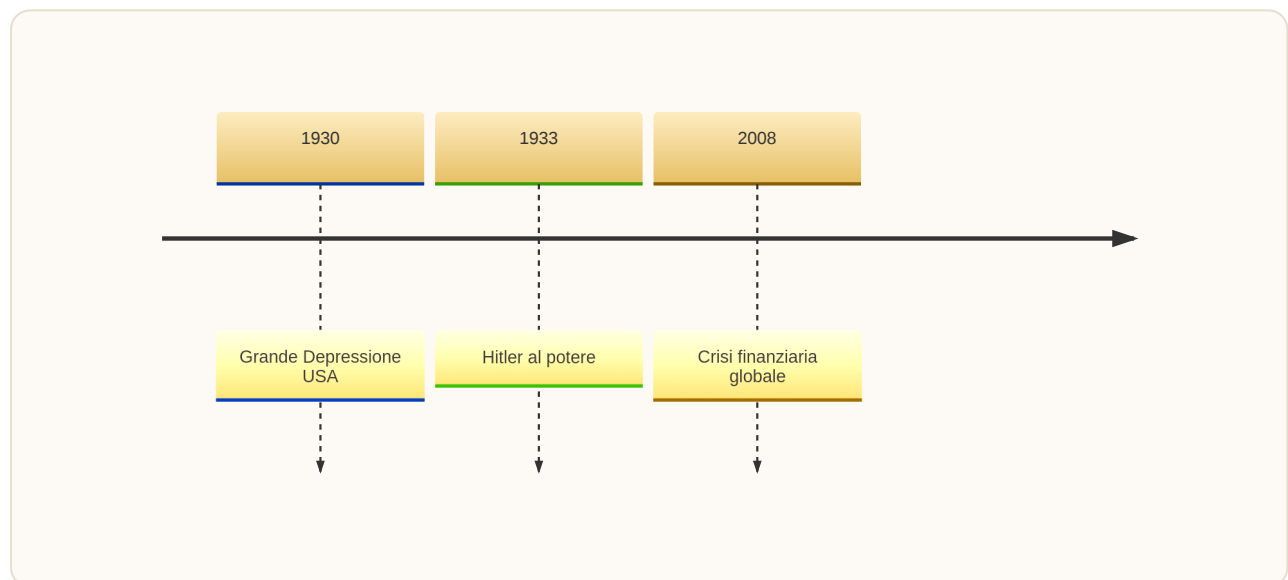 1930
1933
2008
Grande Depressione
USA
Hitler al potere
Crisi finanziaria
globale